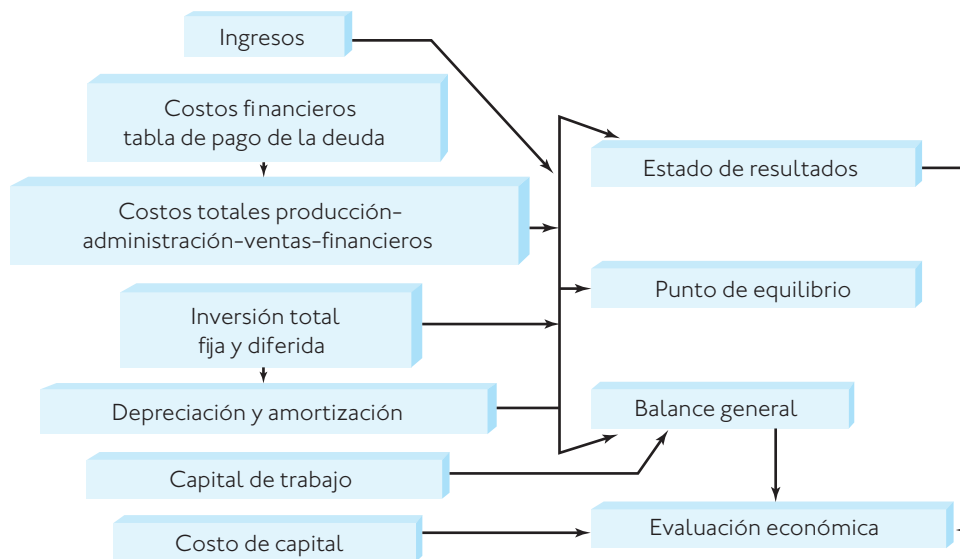 Ingresos
Costos financieros
tabla de pago de la deuda
Costos totales producción-
administración-ventas-financieros
Inversión total
fija y diferida
Depreciación y amortización
Capital de trabajo
Costo de capital
Estado de resultados
Punto de equilibrio
Balance general
Evaluación económica